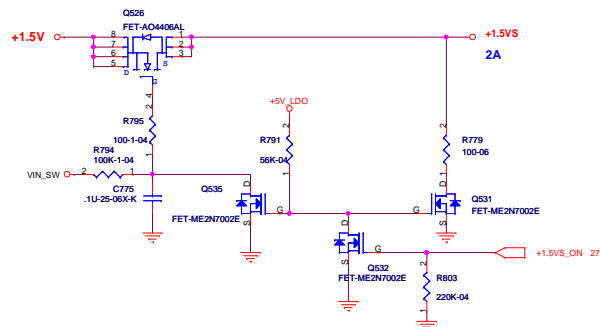 Q526
FET-AO4406AL
+1.5V
8
7
6
5
D
1
2
3
S
G
4
+1.5VS
2A
R795
100-1-04
2
1
+5V_LDO
R791
56K-04
2
1
R779
100-06
2
1
R794
100K-1-04
VIN_SW
2
1
C775
.1U-25-06X-K
Q535
D
G
S
FET-ME2N7002E
Q531
D
G
S
FET-ME2N7002E
D
G
S
Q532
FET-ME2N7002E
+1.5VS_ON 27
R803
220K-04
2
1